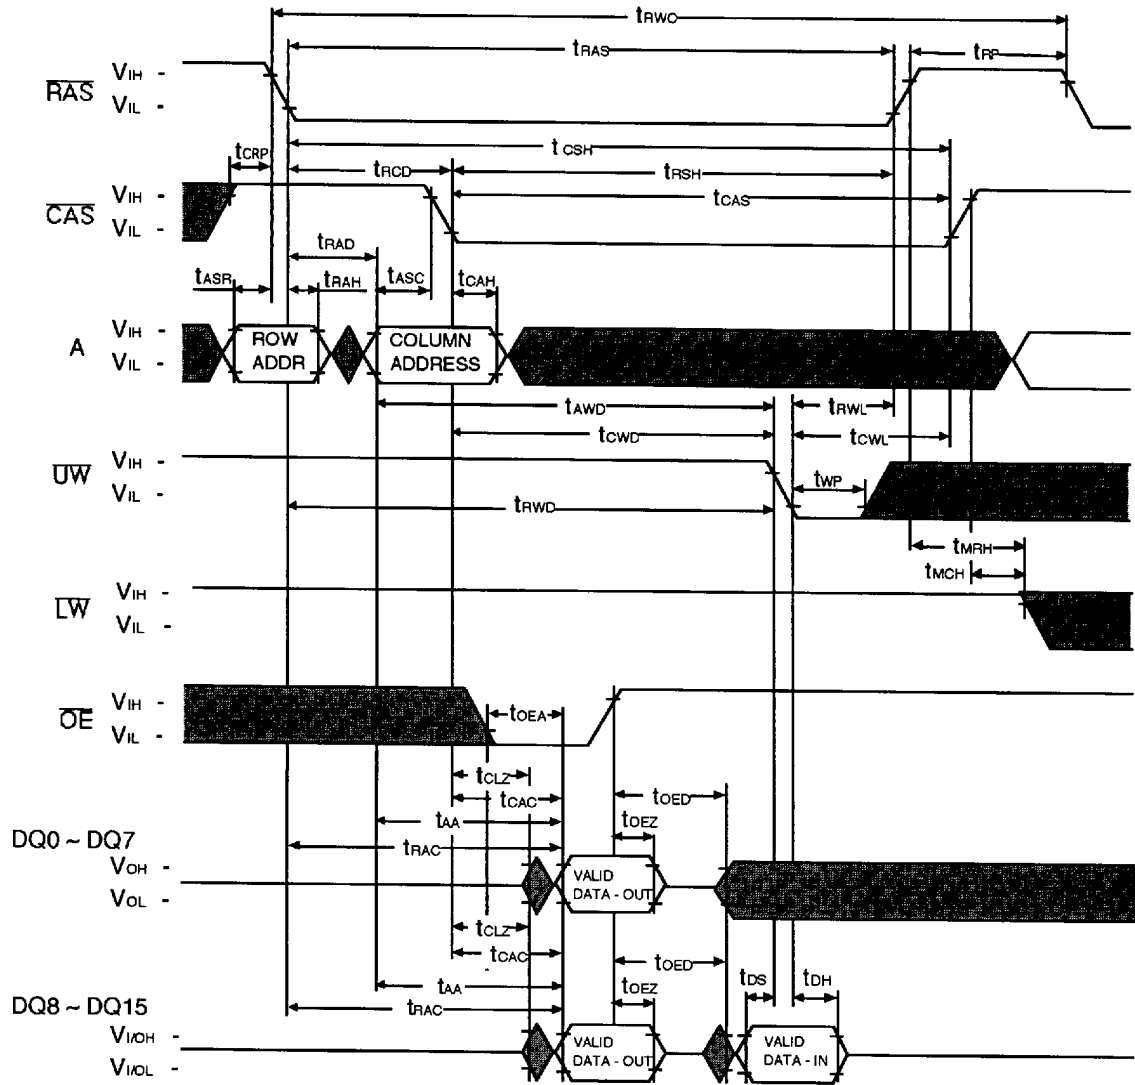 tRWC
tRAS
tRP
RAS
VIH -
VIL -
tCRP
tCSH
tRCD
tRSH
CAS
VIH -
VIL -
tCAS
tRAD
tASR
tRAH
tASC
tCAH
A
VIH -
VIL -
ROW
ADDR
COLUMN
ADDRESS
tAWD
tRWL
tCWD
tCWL
UW
VIH -
VIL -
tWP
tRWD
tMRH
tMCH
LW
VIH -
VIL -
OE
VIH -
VIL -
tOEA
tCLZ
tCAC
tOED
tAA
tOEZ
DQ0 ~ DQ7
tRAC
VOH -
VOL -
VALID
DATA - OUT
tCLZ
tCAC
tOED
tAA
tOEZ
tDS
tDH
DQ8 ~ DQ15
tRAC
VI/OH -
VI/OL -
VALID
DATA - OUT
VALID
DATA - IN